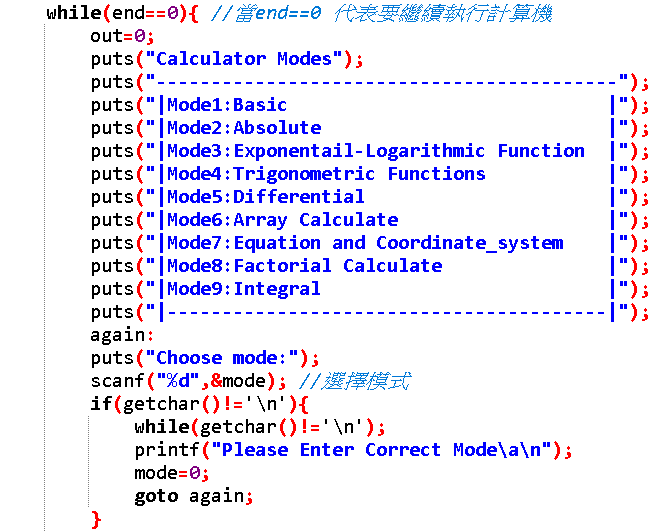 while(end==0){ //當end==0 代表要繼續執行計算機
out=0;
puts("Calculator Modes");
puts("------------------------------------------");
puts("|Mode1:Basic                             |");
puts("|Mode2:Absolute                          |");
puts("|Mode3:Exponentail-Logarithmic Function  |");
puts("|Mode4:Trigonometric Functions           |");
puts("|Mode5:Differential                      |");
puts("|Mode6:Array Calculate                   |");
puts("|Mode7:Equation and Coordinate_system    |");
puts("|Mode8:Factorial Calculate               |");
puts("|Mode9:Integral                          |");
puts("|----------------------------------------|");
again:
puts("Choose mode:");
scanf("%d",&mode); //選擇模式
if(getchar()!='\n'){
while(getchar()!='\n');
printf("Please Enter Correct Mode\a\n");
mode=0;
goto again;
}